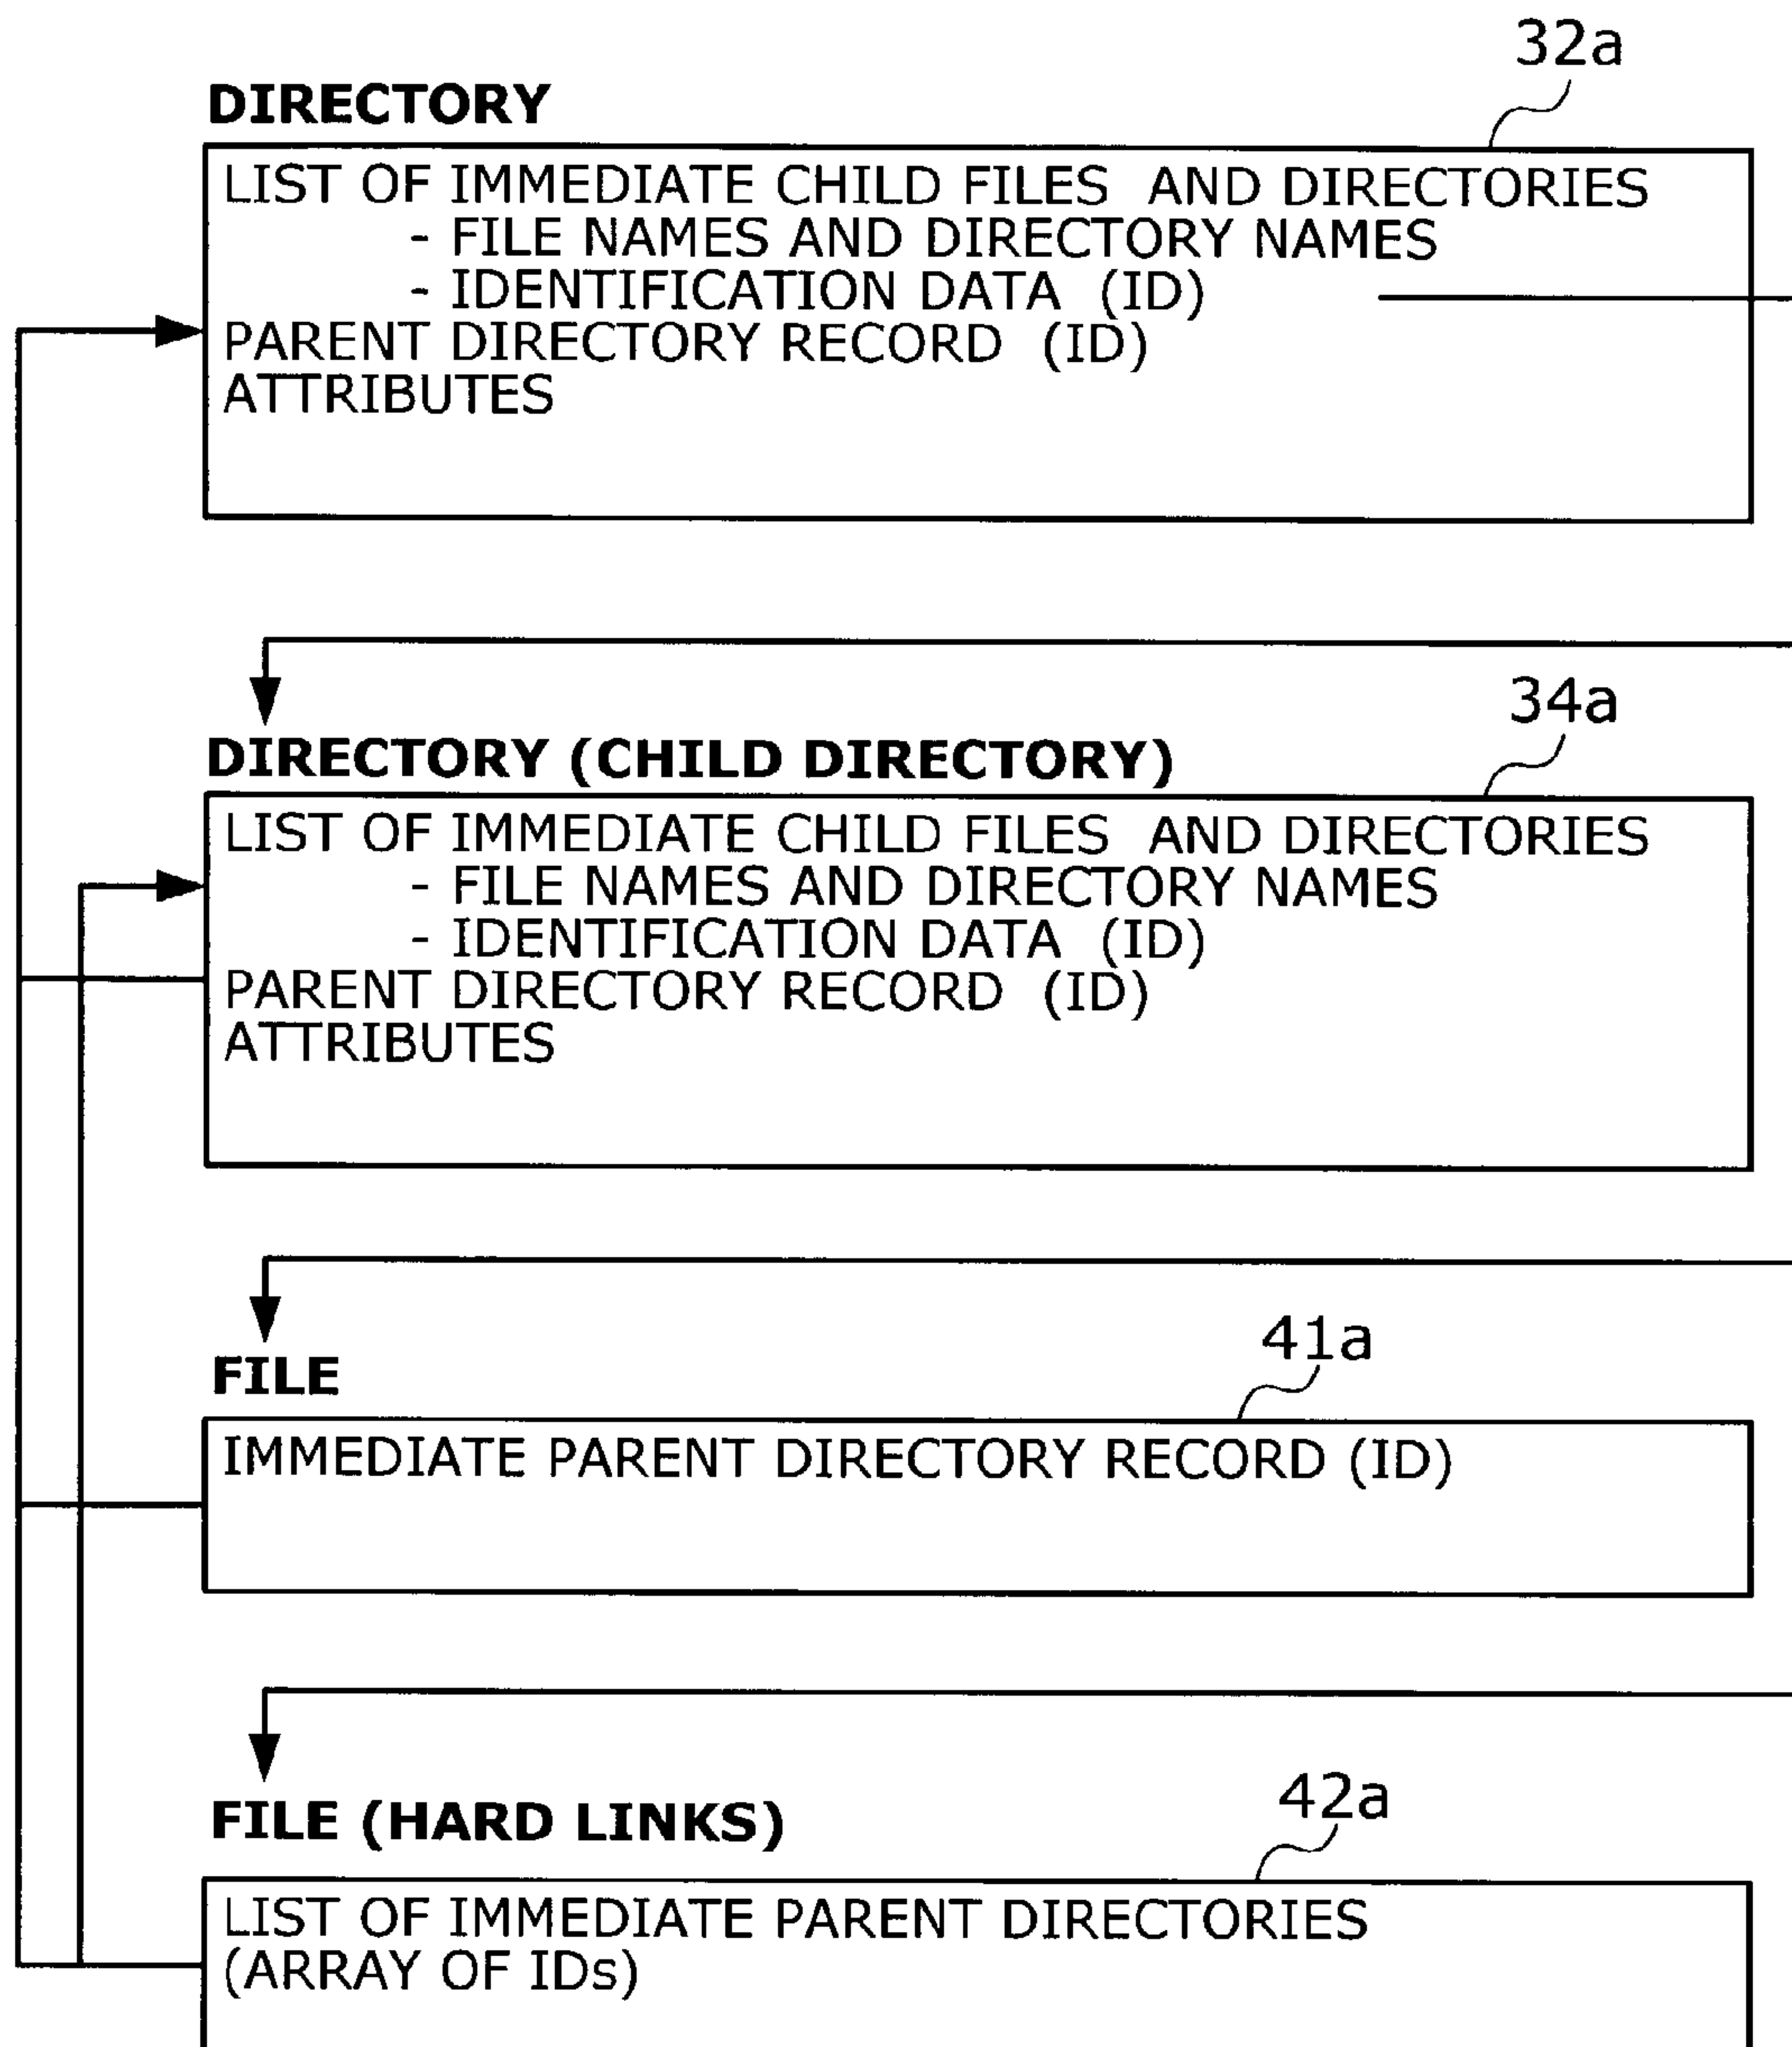 32a
DIRECTORY
LIST OF IMMEDIATE CHILD FILES AND DIRECTORIES
- FILE NAMES AND DIRECTORY NAMES
- IDENTIFICATION DATA (ID)
PARENT DIRECTORY RECORD (ID)
ATTRIBUTES
34a
DIRECTORY (CHILD DIRECTORY)
LIST OF IMMEDIATE CHILD FILES AND DIRECTORIES
- FILE NAMES AND DIRECTORY NAMES
- IDENTIFICATION DATA (ID)
PARENT DIRECTORY RECORD (ID)
ATTRIBUTES
41a
FILE
IMMEDIATE PARENT DIRECTORY RECORD (ID)
42a
FILE (HARD LINKS)
LIST OF IMMEDIATE PARENT DIRECTORIES
(ARRAY OF IDs)